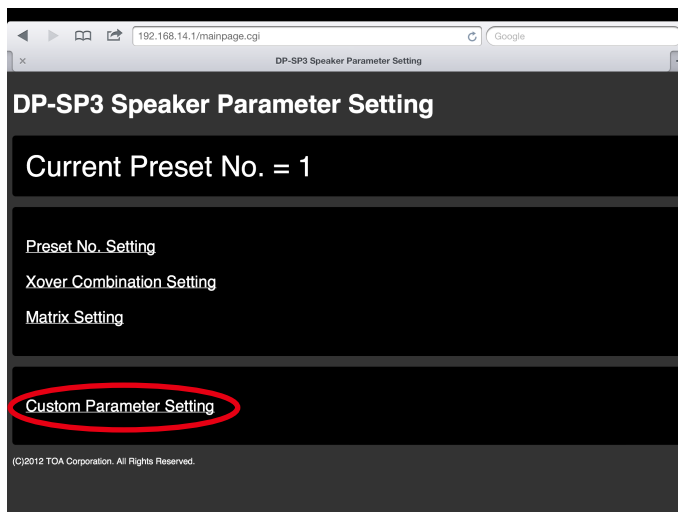 192.168.14.1/mainpage.cgi
Google
DP-SP3 Speaker Parameter Setting
DP-SP3 Speaker Parameter Setting
Current Preset No. = 1
Preset No. Setting
Xover Combination Setting
Matrix Setting
Custom Parameter Setting
(C)2012 TOA Corporation. All Rights Reserved.